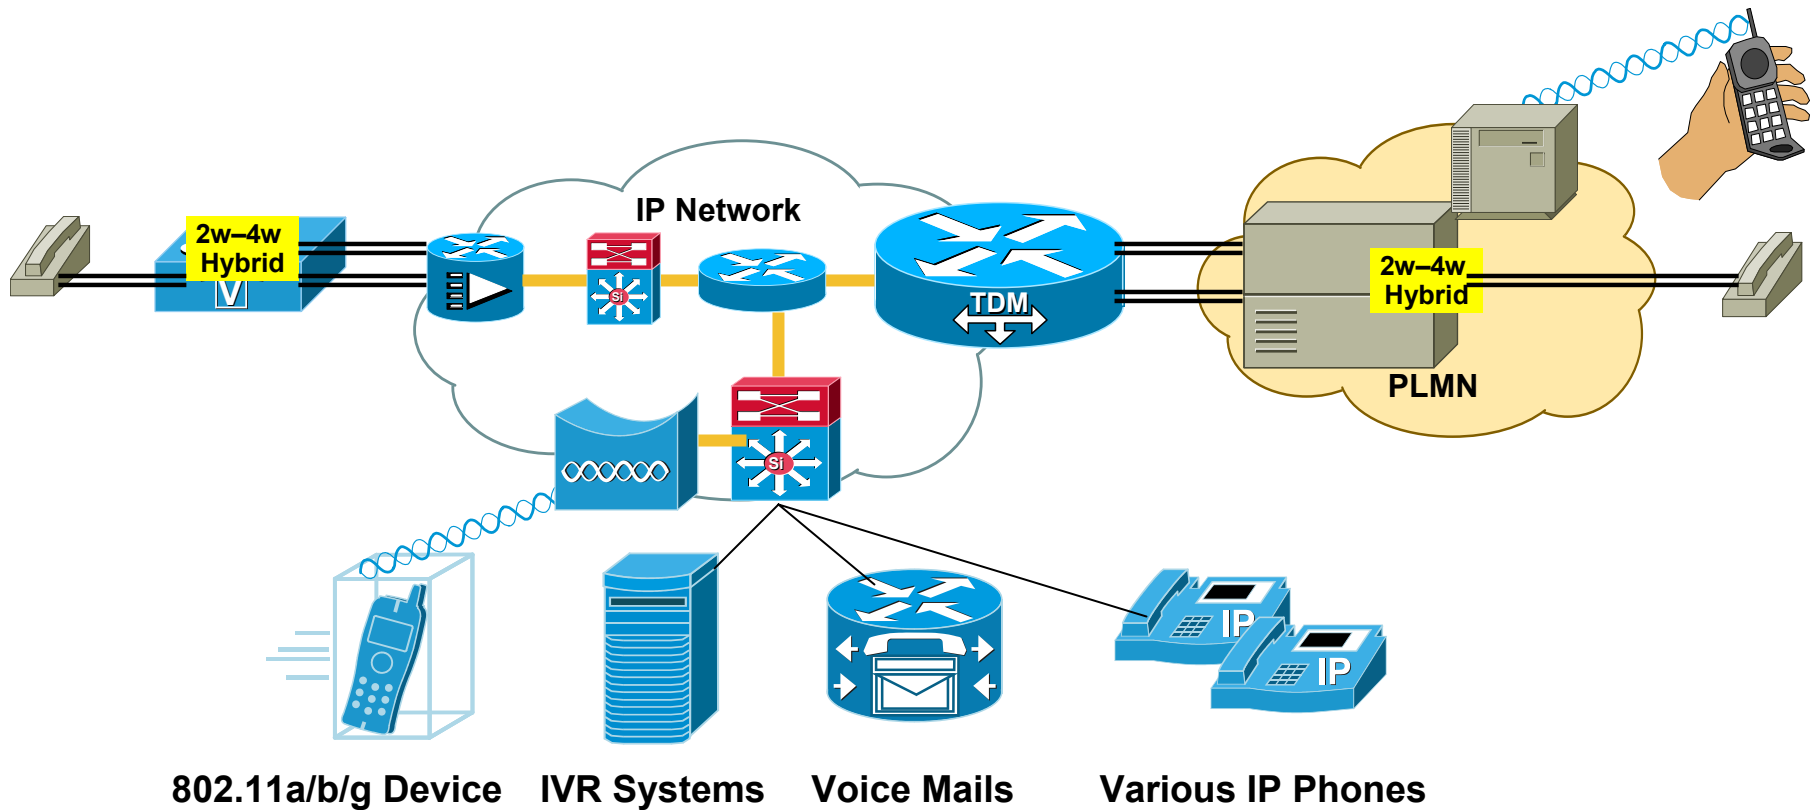 IP Network
2w–4w
Hybrid
V
Si
TDM
2w–4w
Hybrid
PLMN
Si
IP
IP
802.11a/b/g Device
IVR Systems
Voice Mails
Various IP Phones